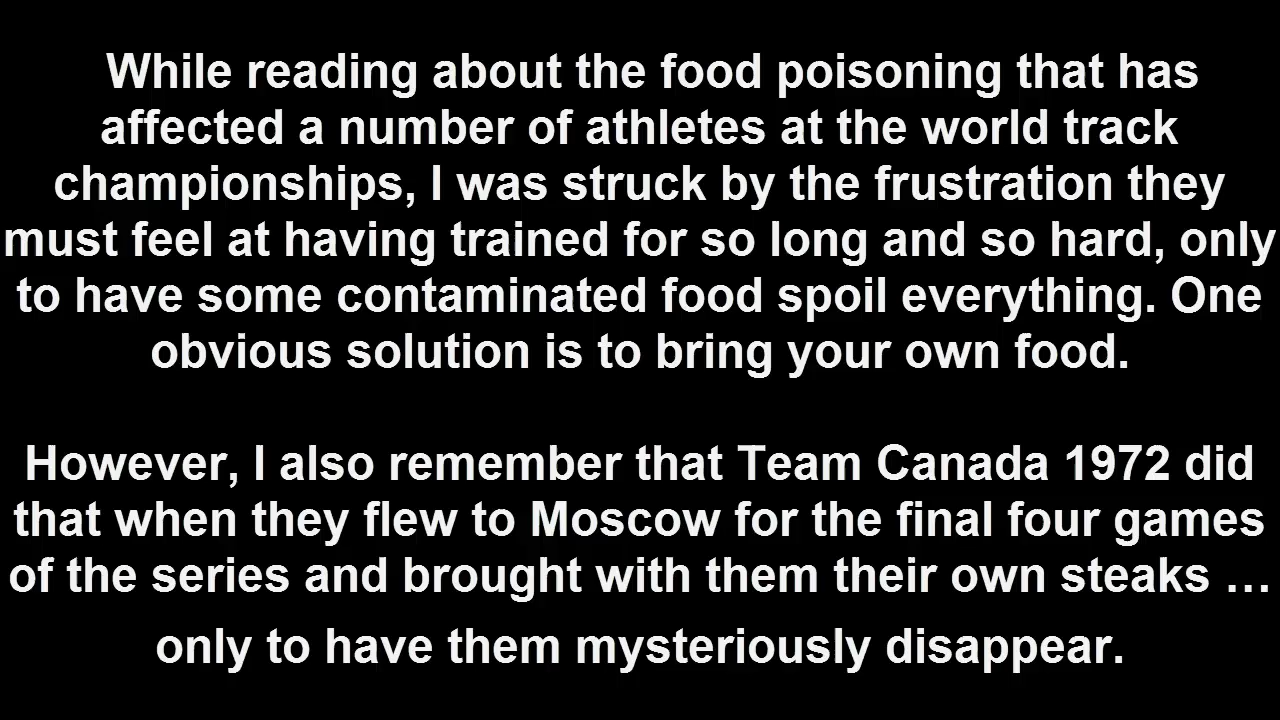 While reading about the food poisoning that has
affected a number of athletes at the world track
championships, I was struck by the frustration they
must feel at having trained for so long and so hard, only
to have some contaminated food spoil everything. One
obvious solution is to bring your own food.
However, I also remember that Team Canada 1972 did
that when they flew to Moscow for the final four games
of the series and brought with them their own steaks …
only to have them mysteriously disappear.